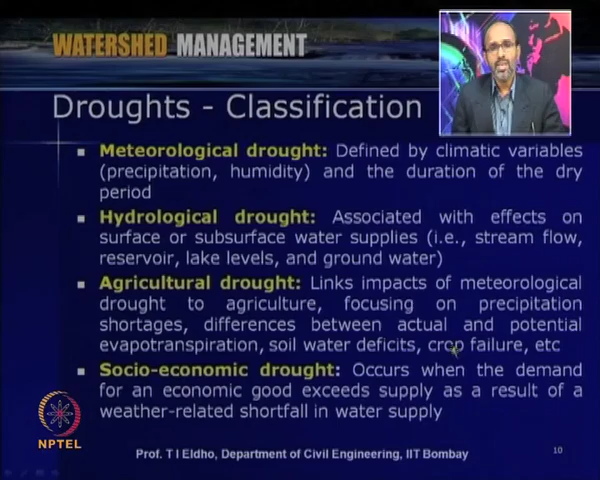 WATERSHED MANAGEMENT
Droughts - Classification
Meteorological drought: Defined by climatic variables
(precipitation, humidity) and the duration of the dry
period
Hydrological drought: Associated with effects on
surface or subsurface water supplies (i.e., stream flow,
reservoir, lake levels, and ground water)
Agricultural drought: Links impacts of meteorological
drought to agriculture, focusing on precipitation
shortages, differences between actual and potential
evapotranspiration, soil water deficits, crop failure, etc
Socio-economic drought: Occurs when the demand
for an economic good exceeds supply as a result of a
weather-related shortfall in water supply
NPTEL
Prof. T I Eldho, Department of Civil Engineering, IIT Bombay
10